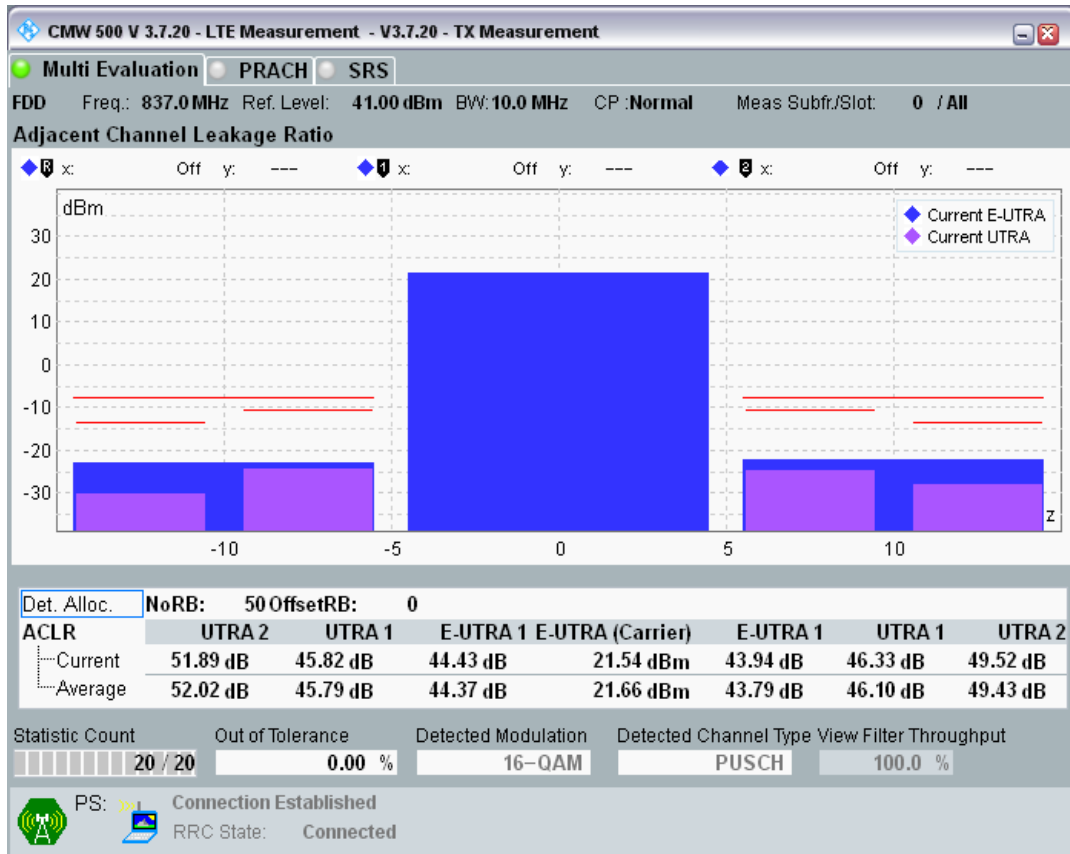 CMW 500 V 3.7.20 - LTE Measurement - V3.7.20 - TX Measurement
Multi Evaluation PRACH SRS
FDD Freq.: 837.0 MHz Ref. Level: 41.00 dBm BW: 10.0 MHz CP :Normal Meas Subfr./Slot: 0 / All
Adjacent Channel Leakage Ratio
R x: Off y: --- 1 x: Off y: --- 2 x: Off y: ---
dBm
Current E-UTRA
Current UTRA
30
20
10
0
-10
-20
-30
z
-10 -5 0 5 10
Det. Alloc. NoRB: 50 OffsetRB: 0
ACLR UTRA 2 UTRA 1 E-UTRA 1 E-UTRA (Carrier) E-UTRA 1 UTRA 1 UTRA 2
Current 51.89 dB 45.82 dB 44.43 dB 21.54 dBm 43.94 dB 46.33 dB 49.52 dB
Average 52.02 dB 45.79 dB 44.37 dB 21.66 dBm 43.79 dB 46.10 dB 49.43 dB
Statistic Count Out of Tolerance Detected Modulation Detected Channel Type View Filter Throughput
20 / 20 0.00 % 16-QAM PUSCH 100.0 %
PS: Connection Established
RRC State: Connected